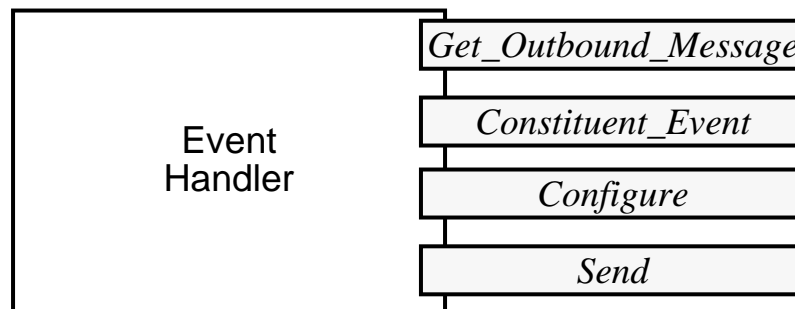 Event
Handler
Get_Outbound_Message
Constituent_Event
Configure
Send